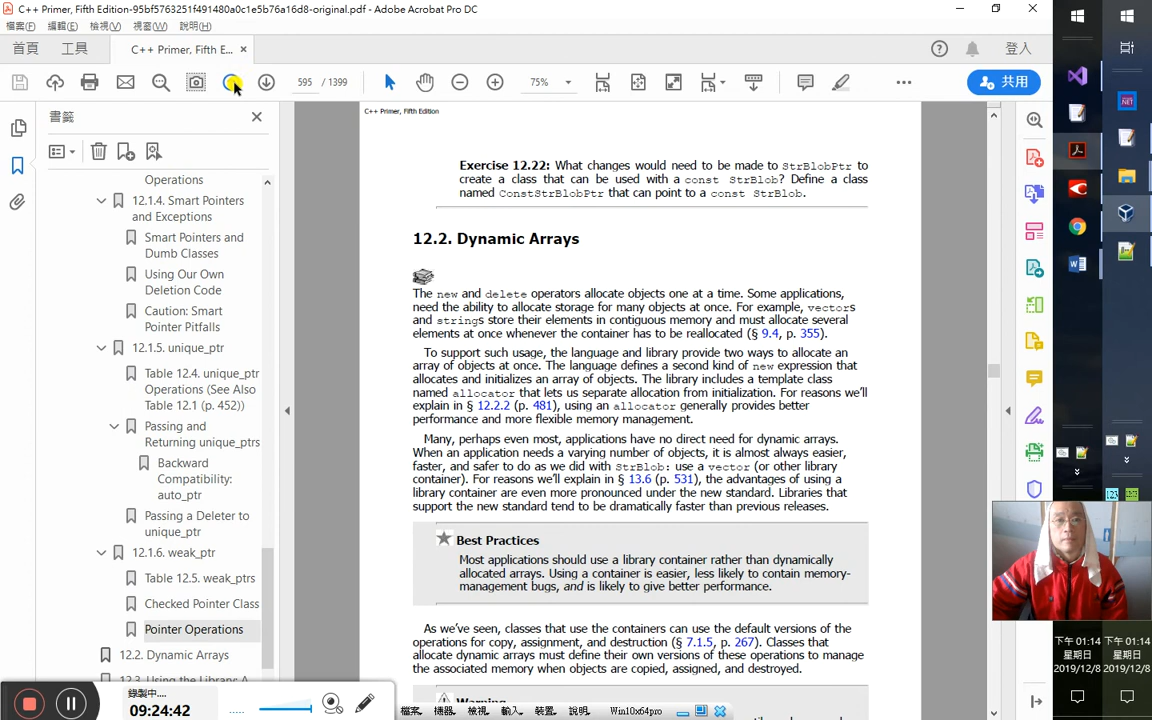 C++ Primer, Fifth Edition-95bf5763251f491480a0c1e5b76a16d8-original.pdf - Adobe Acrobat Pro DC
檔案(F) 編輯(E) 檢視(V) 視窗(W) 說明(H)
首頁 工具 C++ Primer, Fifth E... × 登入
595 / 1399 75% 共用
書籤
Operations
12.1.4. Smart Pointers
and Exceptions
Smart Pointers and
Dumb Classes
Using Our Own
Deletion Code
Caution: Smart
Pointer Pitfalls
12.1.5. unique_ptr
Table 12.4. unique_ptr
Operations (See Also
Table 12.1 (p. 452))
Passing and
Returning unique_ptrs
Backward
Compatibility:
auto_ptr
Passing a Deleter to
unique_ptr
12.1.6. weak_ptr
Table 12.5. weak_ptrs
Checked Pointer Class
Pointer Operations
12.2. Dynamic Arrays
12.3. Using the Library: A
C++ Primer, Fifth Edition
Exercise 12.22: What changes would need to be made to StrBlobPtr to
create a class that can be used with a const StrBlob? Define a class
named ConstStrBlobPtr that can point to a const StrBlob.
12.2. Dynamic Arrays
The new and delete operators allocate objects one at a time. Some applications,
need the ability to allocate storage for many objects at once. For example, vectors
and strings store their elements in contiguous memory and must allocate several
elements at once whenever the container has to be reallocated (§ 9.4, p. 355).
To support such usage, the language and library provide two ways to allocate an
array of objects at once. The language defines a second kind of new expression that
allocates and initializes an array of objects. The library includes a template class
named allocator that lets us separate allocation from initialization. For reasons we'll
explain in § 12.2.2 (p. 481), using an allocator generally provides better
performance and more flexible memory management.
Many, perhaps even most, applications have no direct need for dynamic arrays.
When an application needs a varying number of objects, it is almost always easier,
faster, and safer to do as we did with StrBlob: use a vector (or other library
container). For reasons we'll explain in § 13.6 (p. 531), the advantages of using a
library container are even more pronounced under the new standard. Libraries that
support the new standard tend to be dramatically faster than previous releases.
Best Practices
Most applications should use a library container rather than dynamically
allocated arrays. Using a container is easier, less likely to contain memory-
management bugs, and is likely to give better performance.
As we've seen, classes that use the containers can use the default versions of the
operations for copy, assignment, and destruction (§ 7.1.5, p. 267). Classes that
allocate dynamic arrays must define their own versions of these operations to manage
the associated memory when objects are copied, assigned, and destroyed.
Warning
錄製中....
09:24:42
檔案 機器 檢視 輸入 裝置 說明 Win10x64pro
下午 01:14 下午 01:14
星期日 星期日
2019/12/8 2019/12/8